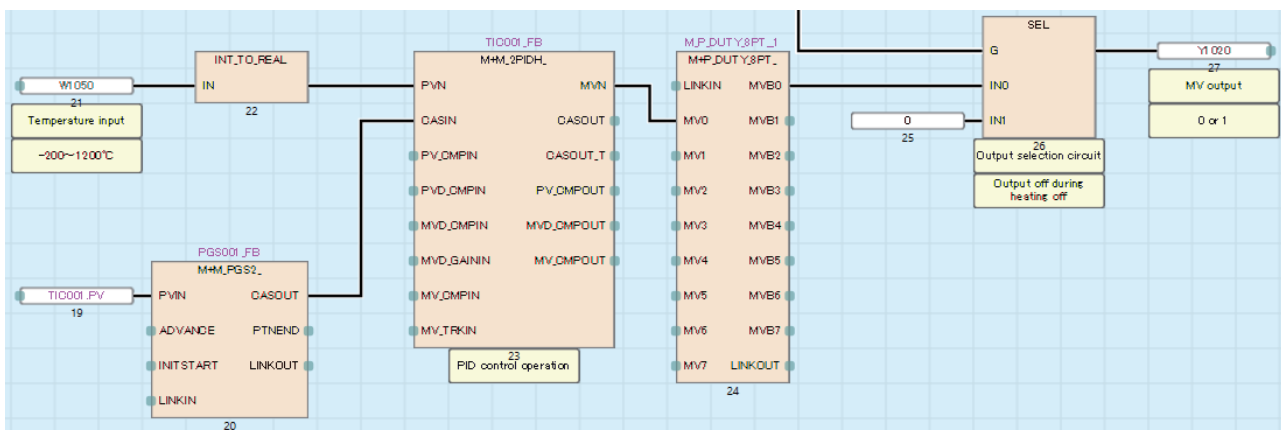 W1050
21
Temperature input
-200～1200℃
INT_TO_REAL
IN
22
TIC001.PV
19
PGS001_FB
M+M_PGS2_
PVIN CASOUT
ADVANCE PTNEND
INITSTART LINKOUT
LINKIN
20
TIC001_FB
M+M_2PIDH_
PVN MVN
CASIN CASOUT
PV_CMPIN CASOUT_T
PVD_CMPIN PV_CMPOUT
MVD_CMPIN MVD_CMPOUT
MVD_GAININ MV_CMPOUT
MV_CMPIN
MV_TRKIN
23
PID control operation
M_P_DUTY_8PT_1
M+P_DUTY_8PT_
LINKIN MVB0
MV0 MVB1
MV1 MVB2
MV2 MVB3
MV3 MVB4
MV4 MVB5
MV5 MVB6
MV6 MVB7
MV7 LINKOUT
24
0
25
SEL
G
IN0
IN1
26
Output selection circuit
Output off during
heating off
Y1020
27
MV output
0 or 1